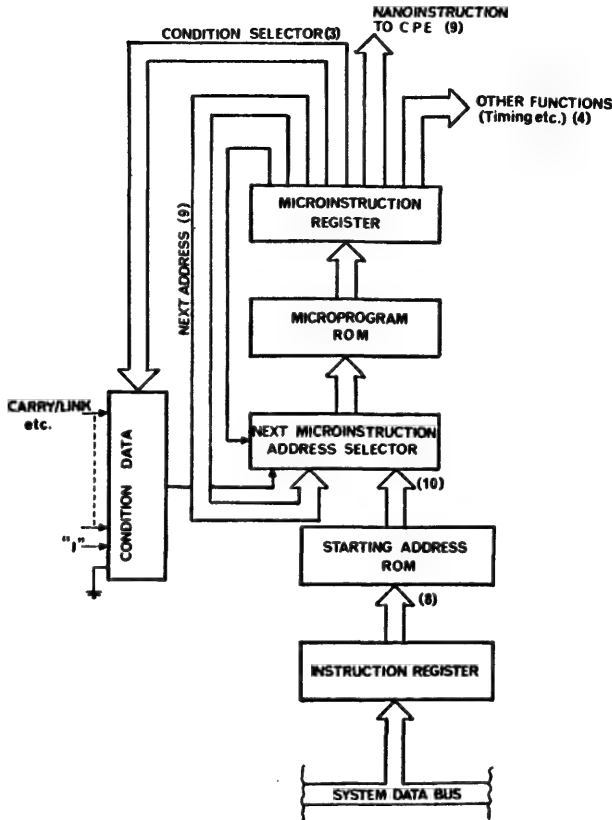 NANOINSTRUCTION
TO CPE (9)
CONDITION SELECTOR (3)
OTHER FUNCTIONS
(Timing etc.) (4)
MICROINSTRUCTION
REGISTER
NEXT ADDRESS (9)
MICROPROGRAM
ROM
CARRY/LINK
etc.
NEXT MICROINSTRUCTION
ADDRESS SELECTOR
CONDITION DATA
(10)
"1"
STARTING ADDRESS
ROM
(8)
INSTRUCTION REGISTER
SYSTEM DATA BUS